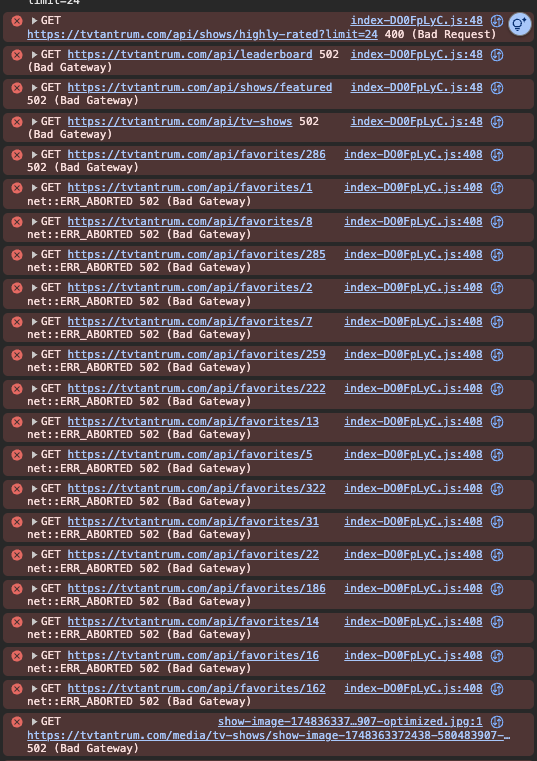 limit=24
GET index-DO0FpLyC.js:48
https://tvtantrum.com/api/shows/highly-rated?limit=24 400 (Bad Request)
GET https://tvtantrum.com/api/leaderboard 502 index-DO0FpLyC.js:48
(Bad Gateway)
GET https://tvtantrum.com/api/shows/featured index-DO0FpLyC.js:48
502 (Bad Gateway)
GET https://tvtantrum.com/api/tv-shows 502 index-DO0FpLyC.js:48
(Bad Gateway)
GET https://tvtantrum.com/api/favorites/286 index-DO0FpLyC.js:408
502 (Bad Gateway)
GET https://tvtantrum.com/api/favorites/1 index-DO0FpLyC.js:408
net::ERR_ABORTED 502 (Bad Gateway)
GET https://tvtantrum.com/api/favorites/8 index-DO0FpLyC.js:408
net::ERR_ABORTED 502 (Bad Gateway)
GET https://tvtantrum.com/api/favorites/285 index-DO0FpLyC.js:408
net::ERR_ABORTED 502 (Bad Gateway)
GET https://tvtantrum.com/api/favorites/2 index-DO0FpLyC.js:408
net::ERR_ABORTED 502 (Bad Gateway)
GET https://tvtantrum.com/api/favorites/7 index-DO0FpLyC.js:408
net::ERR_ABORTED 502 (Bad Gateway)
GET https://tvtantrum.com/api/favorites/259 index-DO0FpLyC.js:408
net::ERR_ABORTED 502 (Bad Gateway)
GET https://tvtantrum.com/api/favorites/222 index-DO0FpLyC.js:408
net::ERR_ABORTED 502 (Bad Gateway)
GET https://tvtantrum.com/api/favorites/13 index-DO0FpLyC.js:408
net::ERR_ABORTED 502 (Bad Gateway)
GET https://tvtantrum.com/api/favorites/5 index-DO0FpLyC.js:408
net::ERR_ABORTED 502 (Bad Gateway)
GET https://tvtantrum.com/api/favorites/322 index-DO0FpLyC.js:408
net::ERR_ABORTED 502 (Bad Gateway)
GET https://tvtantrum.com/api/favorites/31 index-DO0FpLyC.js:408
net::ERR_ABORTED 502 (Bad Gateway)
GET https://tvtantrum.com/api/favorites/22 index-DO0FpLyC.js:408
net::ERR_ABORTED 502 (Bad Gateway)
GET https://tvtantrum.com/api/favorites/186 index-DO0FpLyC.js:408
net::ERR_ABORTED 502 (Bad Gateway)
GET https://tvtantrum.com/api/favorites/14 index-DO0FpLyC.js:408
net::ERR_ABORTED 502 (Bad Gateway)
GET https://tvtantrum.com/api/favorites/16 index-DO0FpLyC.js:408
net::ERR_ABORTED 502 (Bad Gateway)
GET https://tvtantrum.com/api/favorites/162 index-DO0FpLyC.js:408
net::ERR_ABORTED 502 (Bad Gateway)
GET show-image-174836337…907-optimized.jpg:1
https://tvtantrum.com/media/tv-shows/show-image-1748363372438-580483907-…
502 (Bad Gateway)